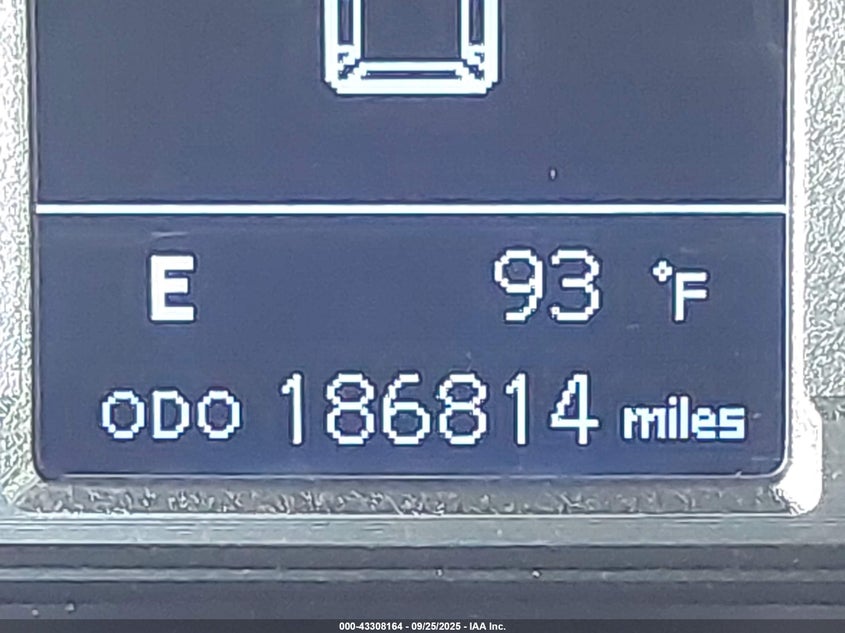 E 93 °F
ODO 186814 miles
000-43308164 - 09/25/2025 - IAA Inc.